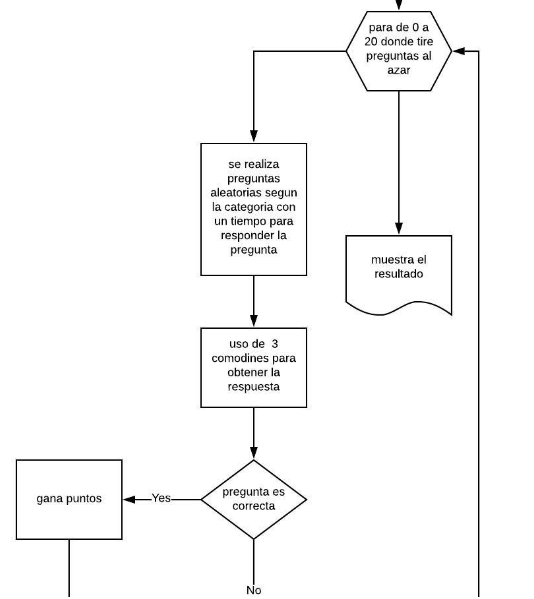 para de 0 a
20 donde tire
preguntas al
azar
se realiza
preguntas
aleatorias segun
la categoria con
un tiempo para
responder la
pregunta
muestra el
resultado
uso de 3
comodines para
obtener la
respuesta
gana puntos
Yes
pregunta es
correcta
No